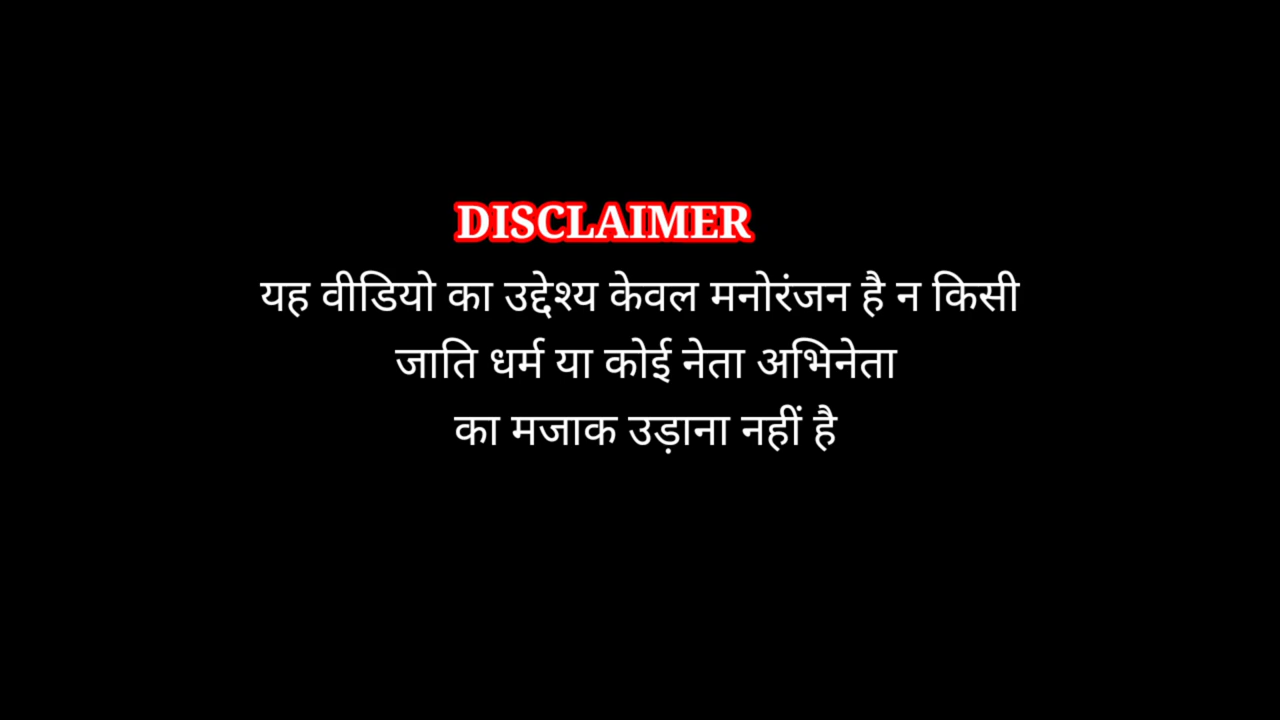 DISCLAIMER
यह वीडियो का उद्देश्य केवल मनोरंजन है न किसी
जाति धर्म या कोई नेता अभिनेता
का मजाक उड़ाना नहीं है